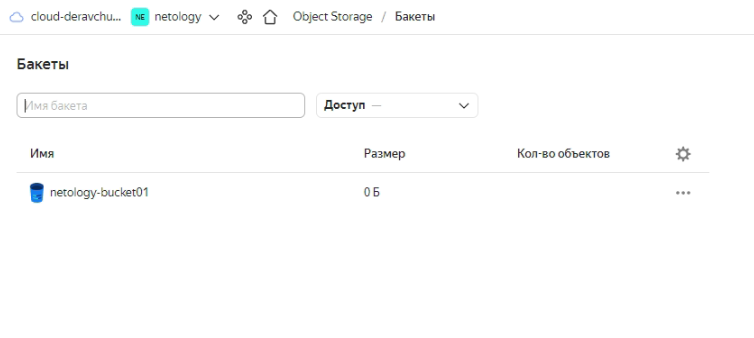 cloud-deravchu... NE netology Object Storage / Бакеты
Бакеты
Имя бакета Доступ —
Имя Размер Кол-во объектов
netology-bucket01 0 Б